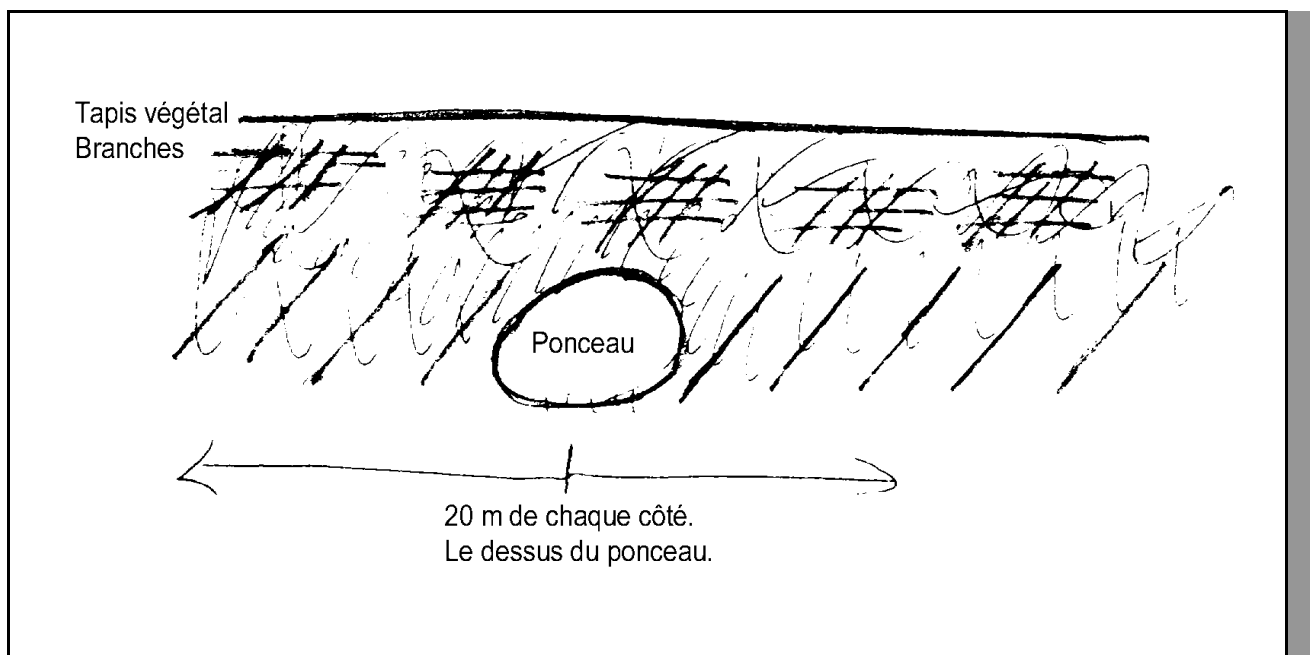 Tapis végétal
Branches
Ponceau
20 m de chaque côté.
Le dessus du ponceau.